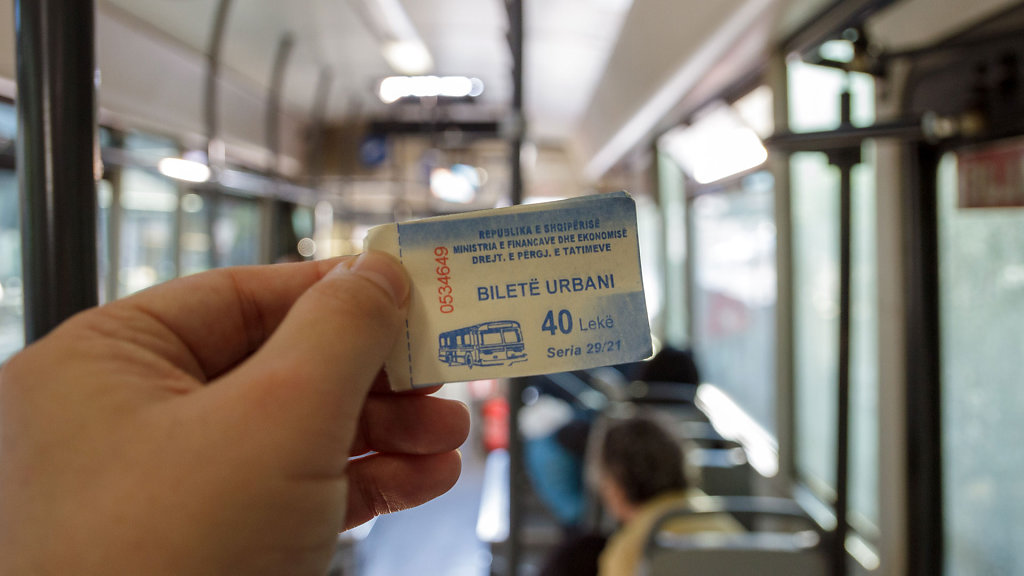 REPUBLIKA E SHQIPËRISË
MINISTRIA E FINANCAVE DHE EKONOMISË
DREJT. E PËRGJ. E TATIMEVE
0534649
BILETË URBANI
40 Lekë
Seria 29/21